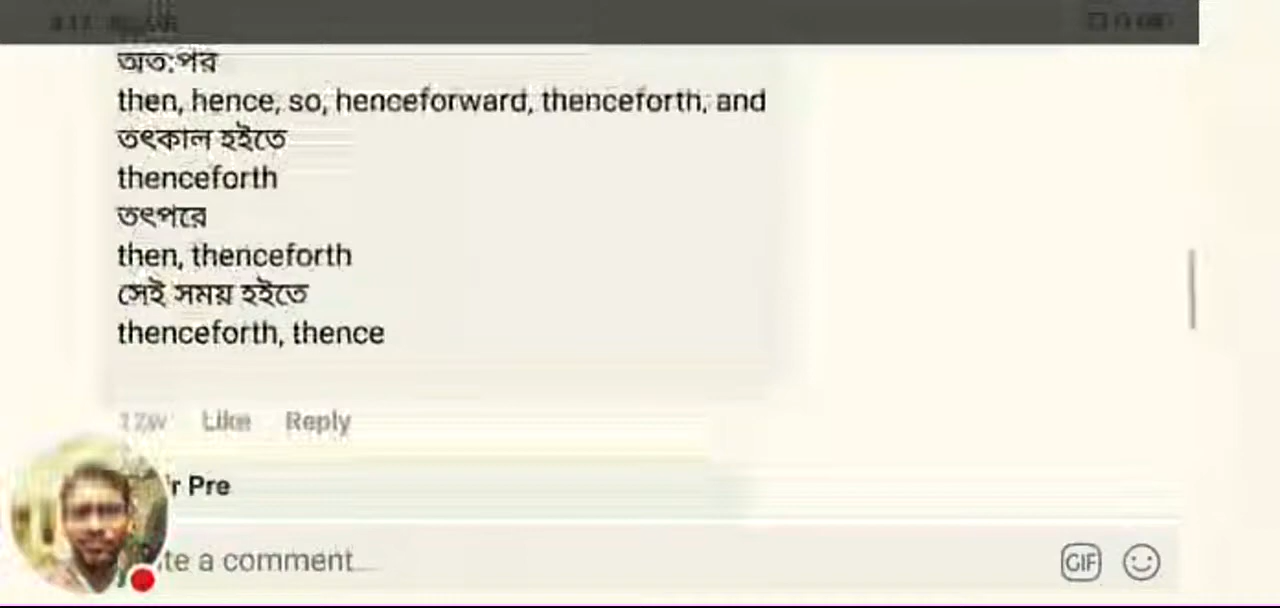 অত:পর
then, hence, so, henceforward, thenceforth, and
তৎকাল হইতে
thenceforth
তৎপরে
then, thenceforth
সেই সময় হইতে
thenceforth, thence
12w Like Reply
r Pre
te a comment...
GIF